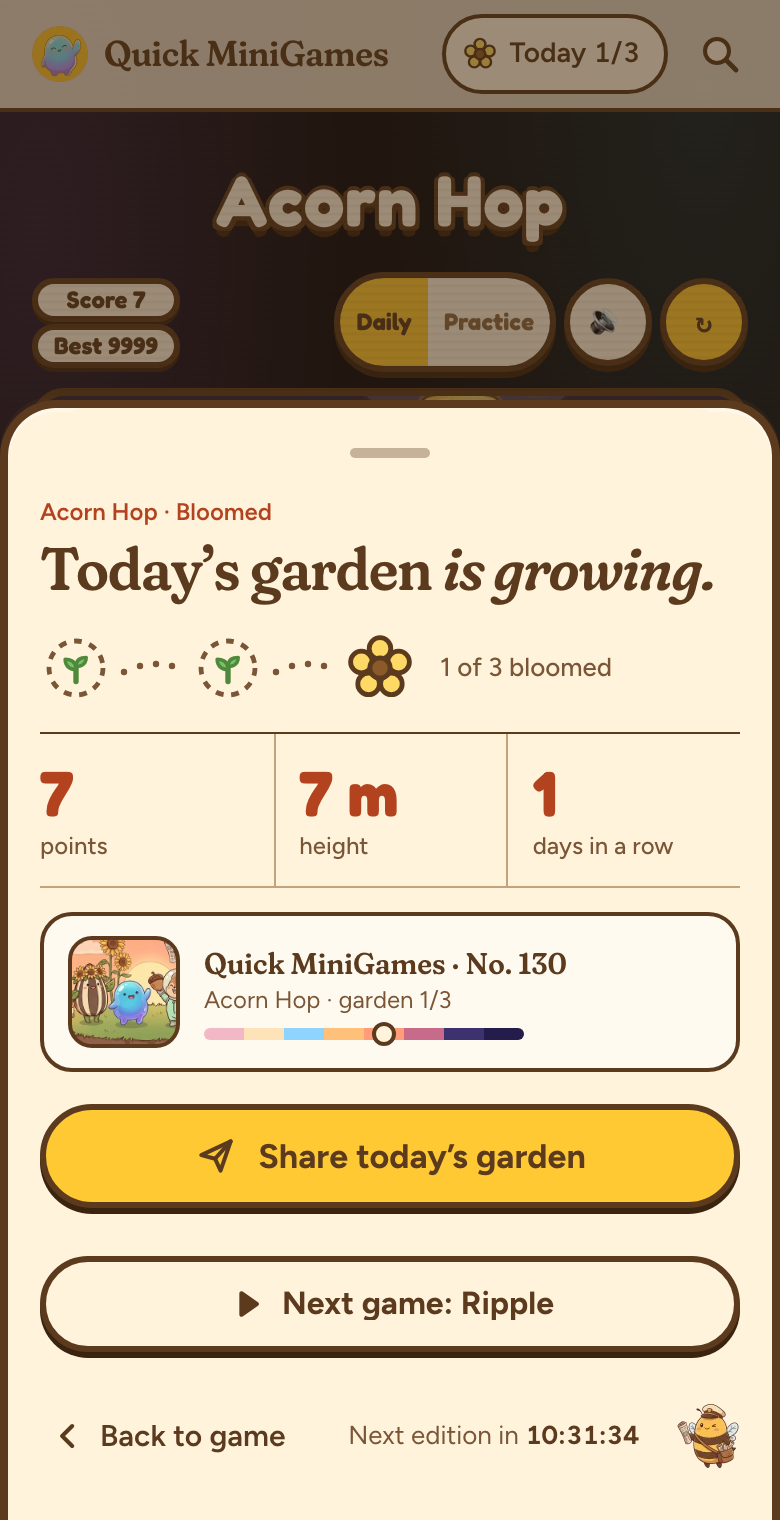 Quick MiniGames
Today 1/3
Acorn Hop
Score 7
Best 9999
Daily
Practice
Acorn Hop · Bloomed
Today’s garden is growing.
1 of 3 bloomed
7
points
7 m
height
1
days in a row
Quick MiniGames · No. 130
Acorn Hop · garden 1/3
Share today’s garden
Next game: Ripple
Back to game
Next edition in 10:31:34